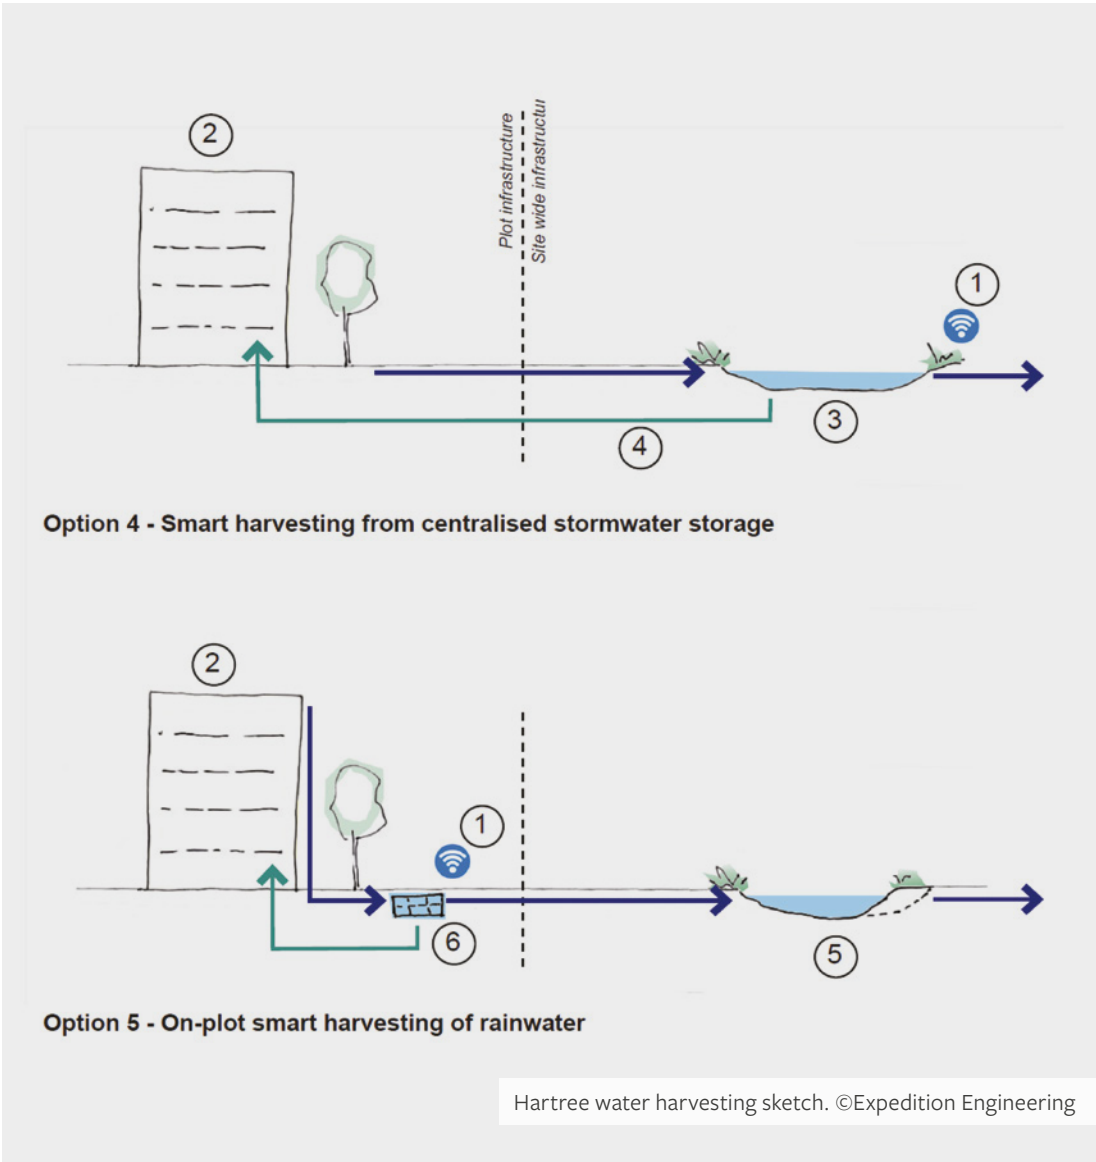 2
Plot infrastructure
Site wide infrastructu
1
3
4
Option 4 - Smart harvesting from centralised stormwater storage
2
1
6
5
Option 5 - On-plot smart harvesting of rainwater
Hartree water harvesting sketch. ©Expedition Engineering